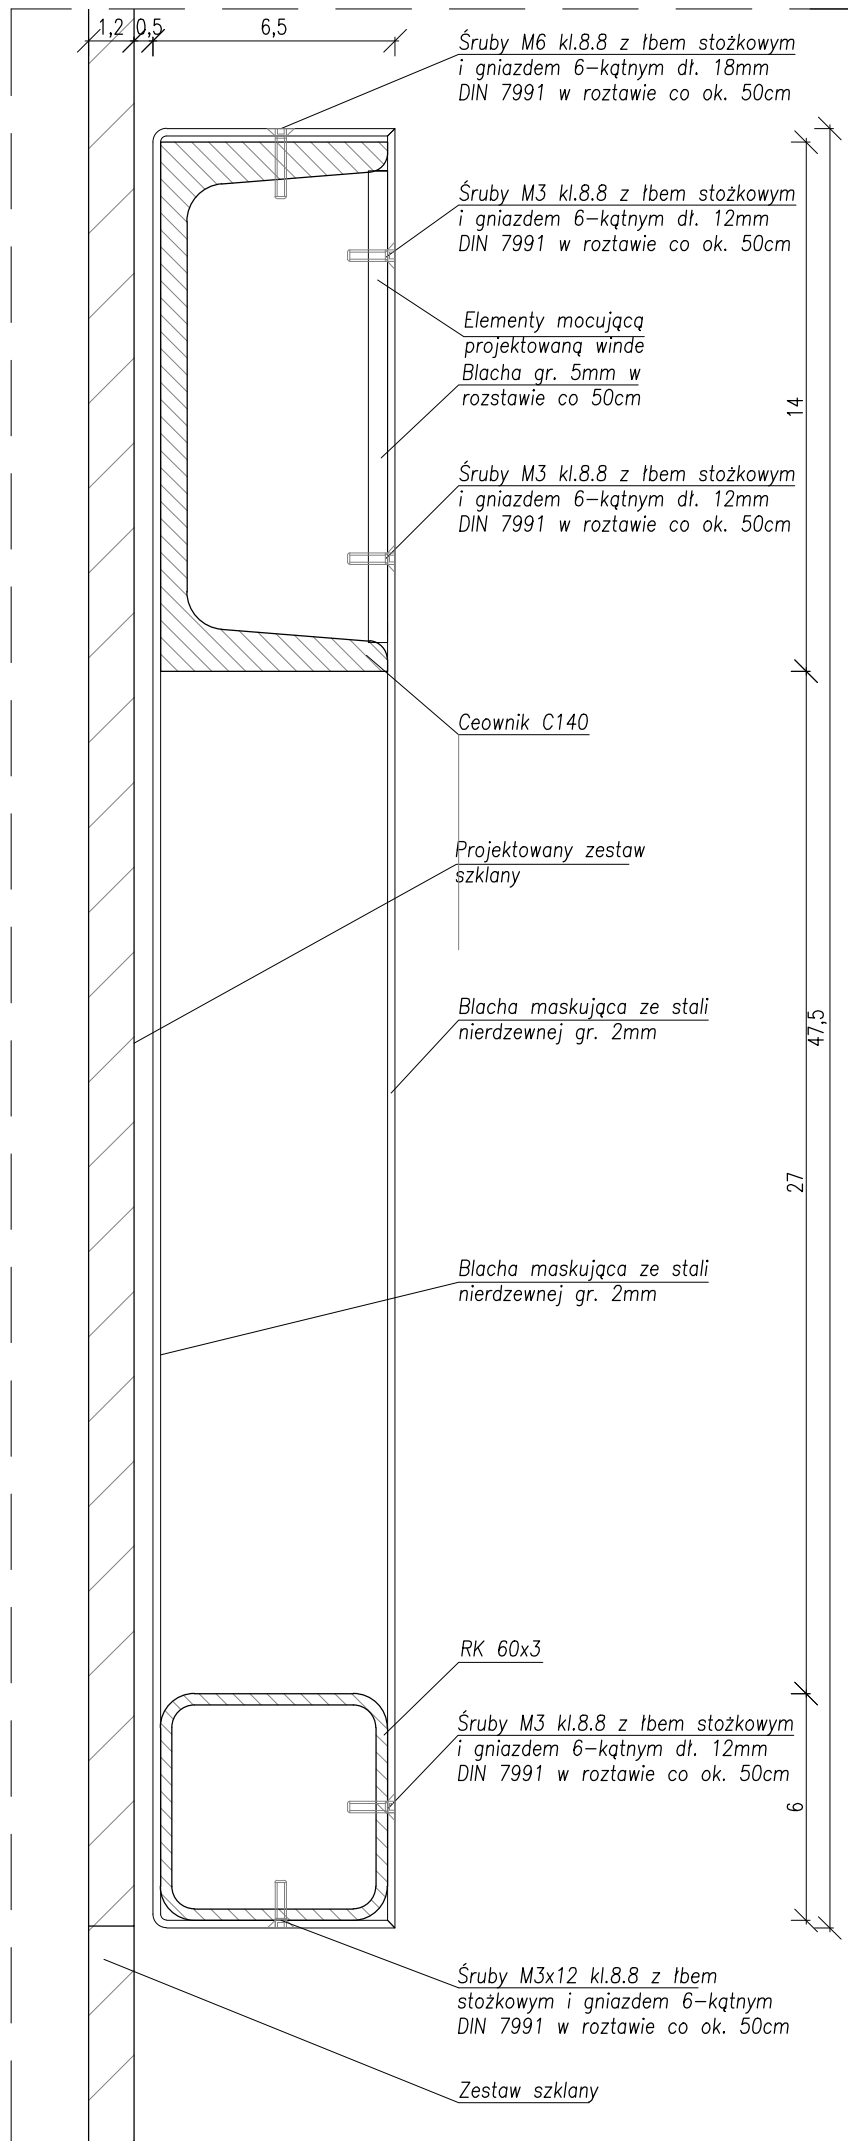 1,2 0,5 6,5
Śruby M6 kl.8.8 z łbem stożkowym
i gniazdem 6-kątnym dł. 18mm
DIN 7991 w roztawie co ok. 50cm
Śruby M3 kl.8.8 z łbem stożkowym
i gniazdem 6-kątnym dł. 12mm
DIN 7991 w roztawie co ok. 50cm
Elementy mocującą
projektowaną winde
Blacha gr. 5mm w
rozstawie co 50cm
14
Śruby M3 kl.8.8 z łbem stożkowym
i gniazdem 6-kątnym dł. 12mm
DIN 7991 w roztawie co ok. 50cm
Ceownik C140
Projektowany zestaw
szklany
Blacha maskująca ze stali
nierdzewnej gr. 2mm
47,5
27
Blacha maskująca ze stali
nierdzewnej gr. 2mm
RK 60x3
Śruby M3 kl.8.8 z łbem stożkowym
i gniazdem 6-kątnym dł. 12mm
DIN 7991 w roztawie co ok. 50cm
6
Śruby M3x12 kl.8.8 z łbem
stożkowym i gniazdem 6-kątnym
DIN 7991 w roztawie co ok. 50cm
Zestaw szklany